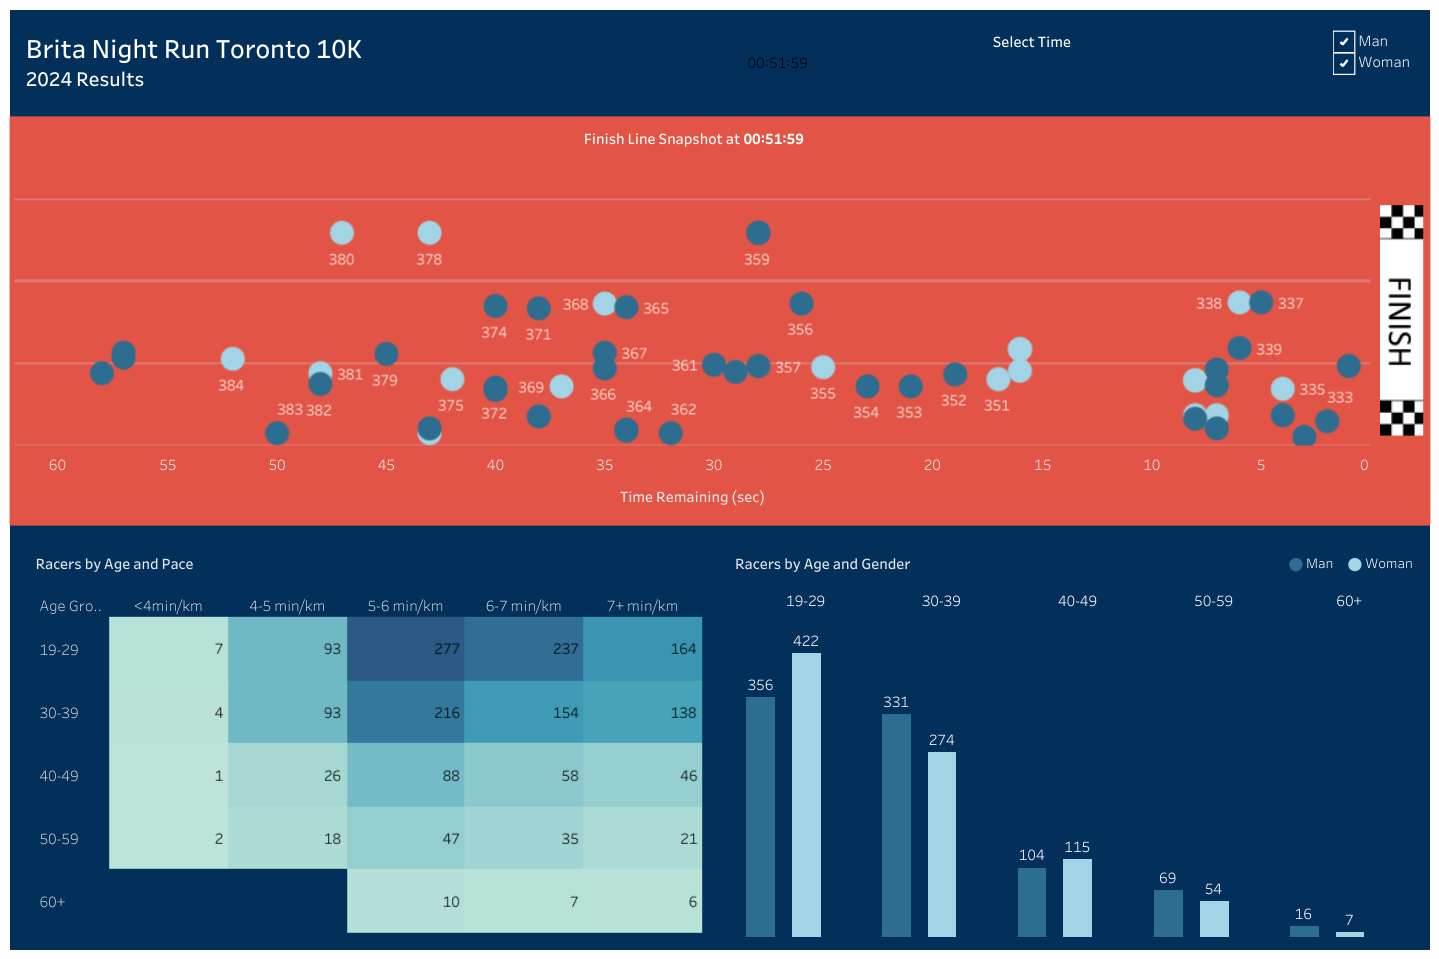 Brita Night Run Toronto 10K
2024 Results
00:51:59
Select Time
Man
Woman
Finish Line Snapshot at 00:51:59
380 378 359
368 365 338 337
374 371 356
367 339
384 381 379 369 366 361 357 355 335
383 382 375 372 364 362 354 353 352 351 333
FINISH
60 55 50 45 40 35 30 25 20 15 10 5 0
Time Remaining (sec)
Racers by Age and Pace
Age Gro.. <4min/km 4-5 min/km 5-6 min/km 6-7 min/km 7+ min/km
19-29 7 93 277 237 164
30-39 4 93 216 154 138
40-49 1 26 88 58 46
50-59 2 18 47 35 21
60+ 10 7 6
Racers by Age and Gender
Man Woman
19-29 30-39 40-49 50-59 60+
356 422 331 274 104 115 69 54 16 7